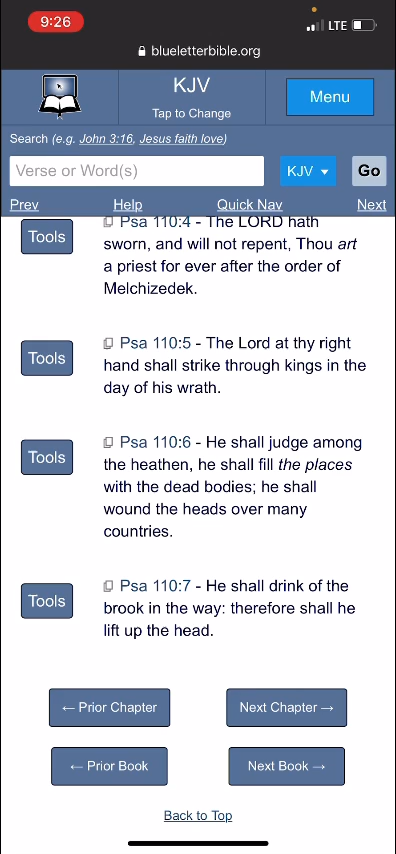 9:26
LTE
blueletterbible.org
KJV
Tap to Change
Menu
Search (e.g. John 3:16, Jesus faith love)
Verse or Word(s)
KJV
Go
Prev
Help
Quick Nav
Next
Tools
Psa 110:4 - The LORD hath
sworn, and will not repent, Thou art
a priest for ever after the order of
Melchizedek.
Tools
Psa 110:5 - The Lord at thy right
hand shall strike through kings in the
day of his wrath.
Tools
Psa 110:6 - He shall judge among
the heathen, he shall fill the places
with the dead bodies; he shall
wound the heads over many
countries.
Tools
Psa 110:7 - He shall drink of the
brook in the way: therefore shall he
lift up the head.
← Prior Chapter
Next Chapter →
← Prior Book
Next Book →
Back to Top